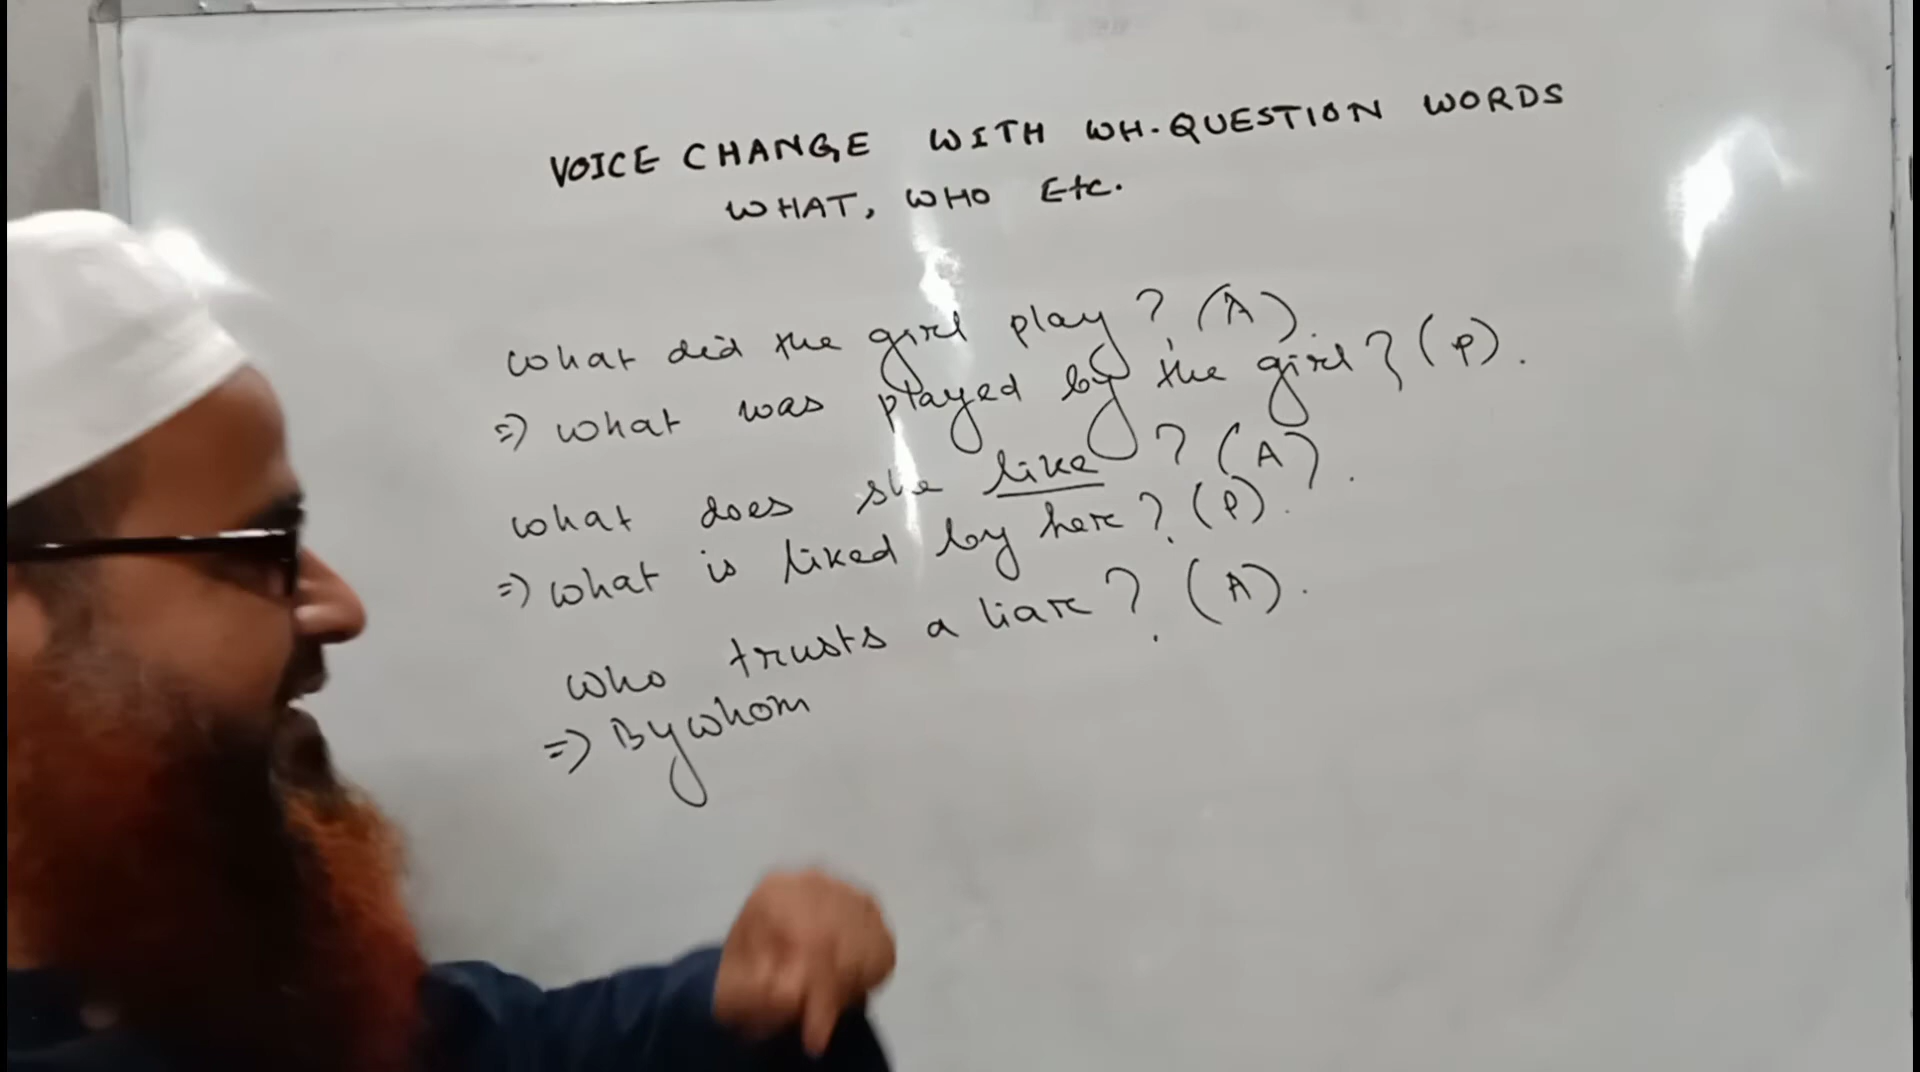 VOICE CHANGE WITH WH-QUESTION WORDS
WHAT, WHO Etc.
What did the girl play? (A).
=> what was played by the girl? (P).
What does she like? (A).
=> what is liked by her? (P).
Who trusts a liar? (A).
=> By whom